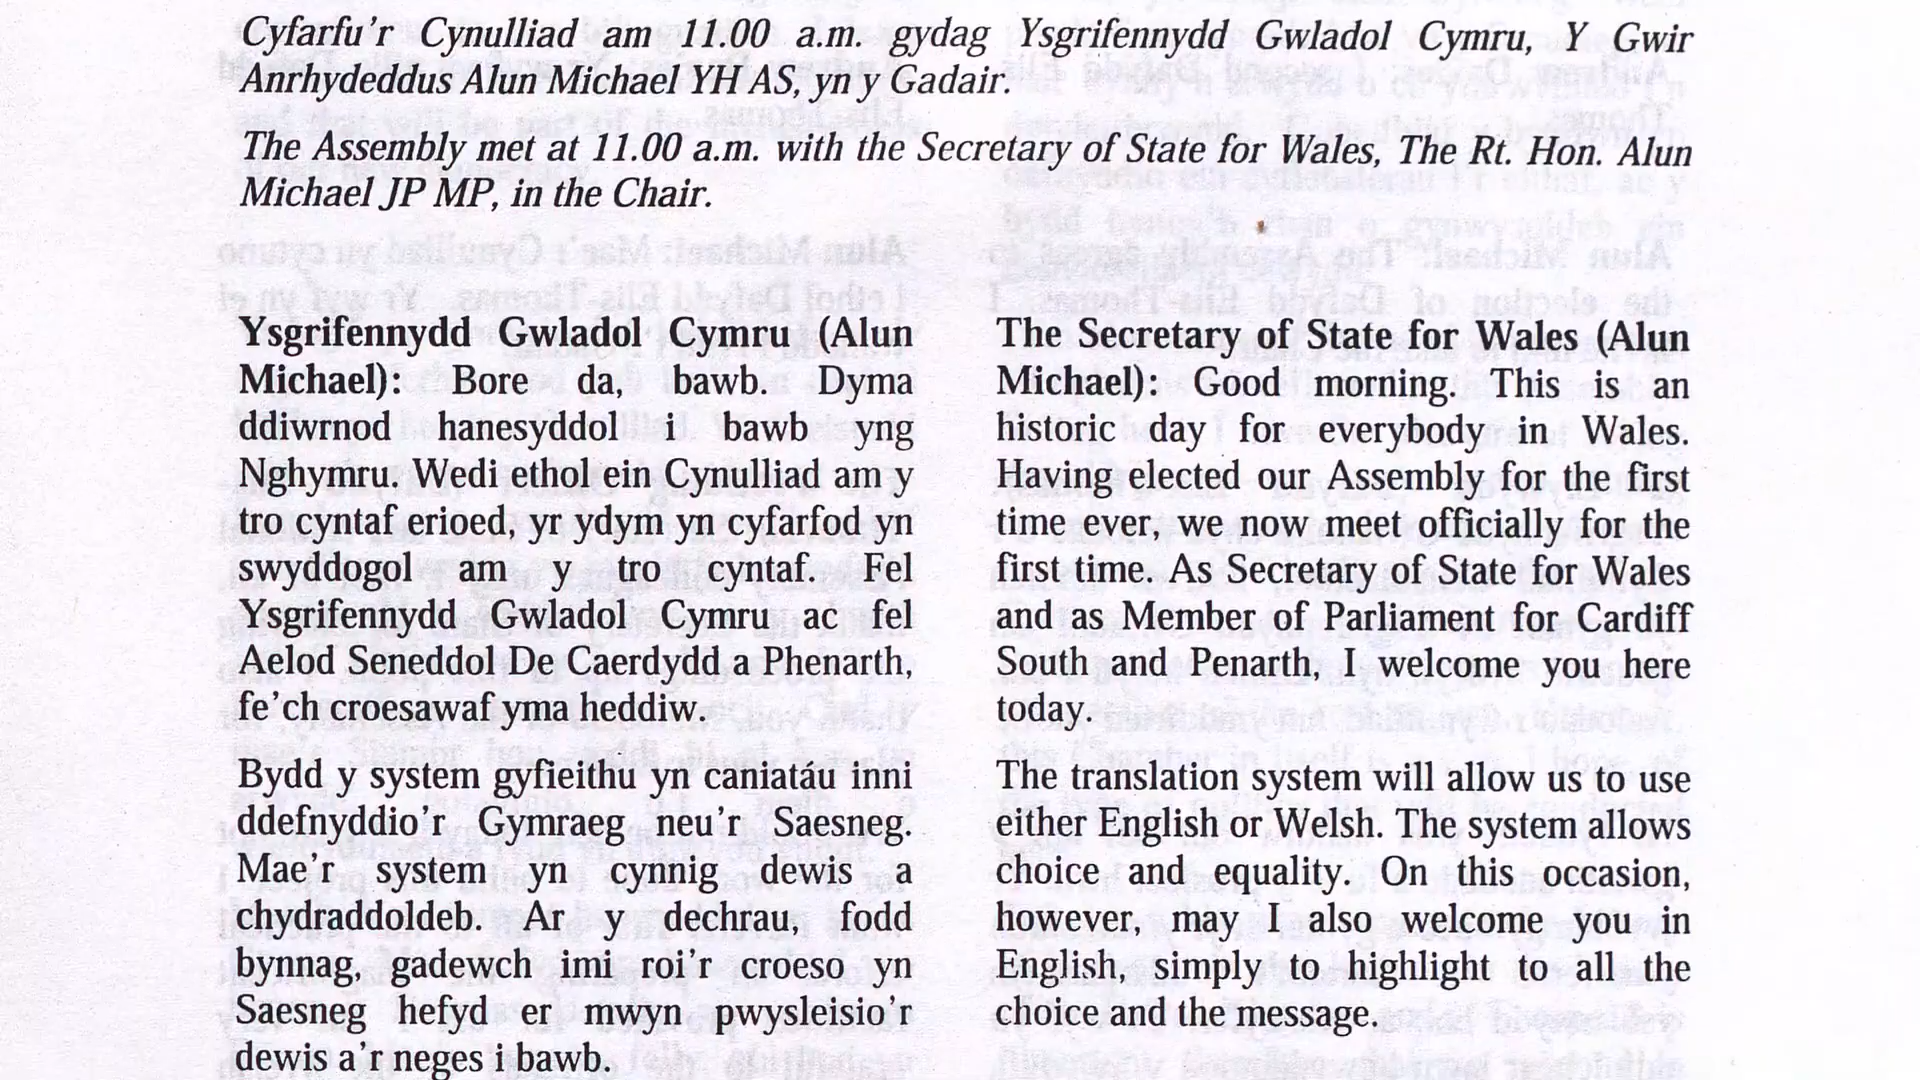 Cyfarfu'r Cynulliad am 11.00 a.m. gydag Ysgrifennydd Gwladol Cymru, Y Gwir
Anrhydeddus Alun Michael YH AS, yn y Gadair.
The Assembly met at 11.00 a.m. with the Secretary of State for Wales, The Rt. Hon. Alun
Michael JP MP, in the Chair.
Ysgrifennydd Gwladol Cymru (Alun
Michael): Bore da, bawb. Dyma
ddiwrnod hanesyddol i bawb yng
Nghymru. Wedi ethol ein Cynulliad am y
tro cyntaf erioed, yr ydym yn cyfarfod yn
swyddogol am y tro cyntaf. Fel
Ysgrifennydd Gwladol Cymru ac fel
Aelod Seneddol De Caerdydd a Phenarth,
fe'ch croesawaf yma heddiw.
Bydd y system gyfieithu yn caniatáu inni
ddefnyddio'r Gymraeg neu'r Saesneg.
Mae'r system yn cynnig dewis a
chydraddoldeb. Ar y dechrau, fodd
bynnag, gadewch imi roi'r croeso yn
Saesneg hefyd er mwyn pwysleisio'r
dewis a'r neges i bawb.
The Secretary of State for Wales (Alun
Michael): Good morning. This is an
historic day for everybody in Wales.
Having elected our Assembly for the first
time ever, we now meet officially for the
first time. As Secretary of State for Wales
and as Member of Parliament for Cardiff
South and Penarth, I welcome you here
today.
The translation system will allow us to use
either English or Welsh. The system allows
choice and equality. On this occasion,
however, may I also welcome you in
English, simply to highlight to all the
choice and the message.